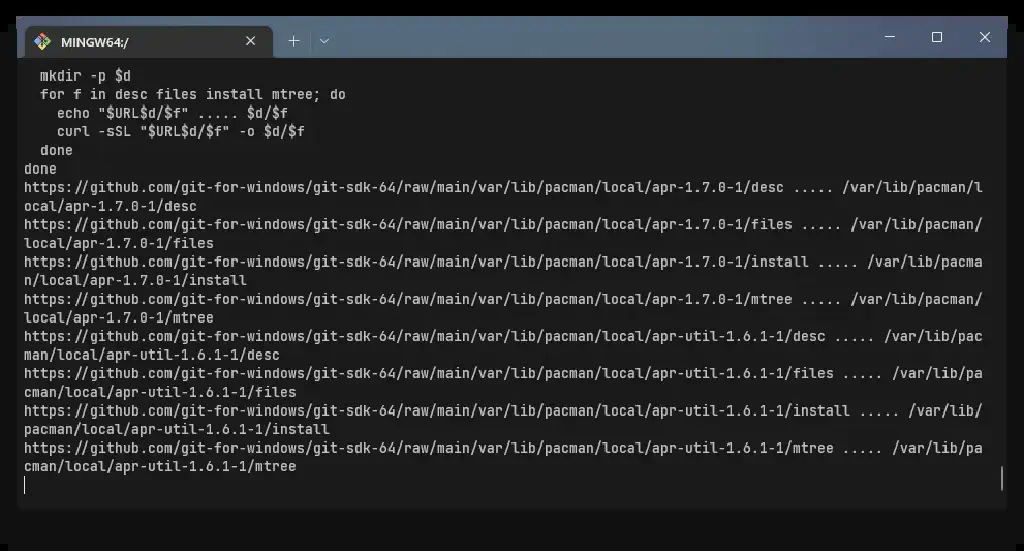 MINGW64:/
mkdir -p $d
for f in desc files install mtree; do
echo "$URL$d/$f" ..... $d/$f
curl -sSL "$URL$d/$f" -o $d/$f
done
done
https://github.com/git-for-windows/git-sdk-64/raw/main/var/lib/pacman/local/apr-1.7.0-1/desc ..... /var/lib/pacman/l
ocal/apr-1.7.0-1/desc
https://github.com/git-for-windows/git-sdk-64/raw/main/var/lib/pacman/local/apr-1.7.0-1/files ..... /var/lib/pacman/
local/apr-1.7.0-1/files
https://github.com/git-for-windows/git-sdk-64/raw/main/var/lib/pacman/local/apr-1.7.0-1/install ..... /var/lib/pacma
n/local/apr-1.7.0-1/install
https://github.com/git-for-windows/git-sdk-64/raw/main/var/lib/pacman/local/apr-1.7.0-1/mtree ..... /var/lib/pacman/
local/apr-1.7.0-1/mtree
https://github.com/git-for-windows/git-sdk-64/raw/main/var/lib/pacman/local/apr-util-1.6.1-1/desc ..... /var/lib/pac
man/local/apr-util-1.6.1-1/desc
https://github.com/git-for-windows/git-sdk-64/raw/main/var/lib/pacman/local/apr-util-1.6.1-1/files ..... /var/lib/pa
cman/local/apr-util-1.6.1-1/files
https://github.com/git-for-windows/git-sdk-64/raw/main/var/lib/pacman/local/apr-util-1.6.1-1/install ..... /var/lib/
pacman/local/apr-util-1.6.1-1/install
https://github.com/git-for-windows/git-sdk-64/raw/main/var/lib/pacman/local/apr-util-1.6.1-1/mtree ..... /var/lib/pa
cman/local/apr-util-1.6.1-1/mtree